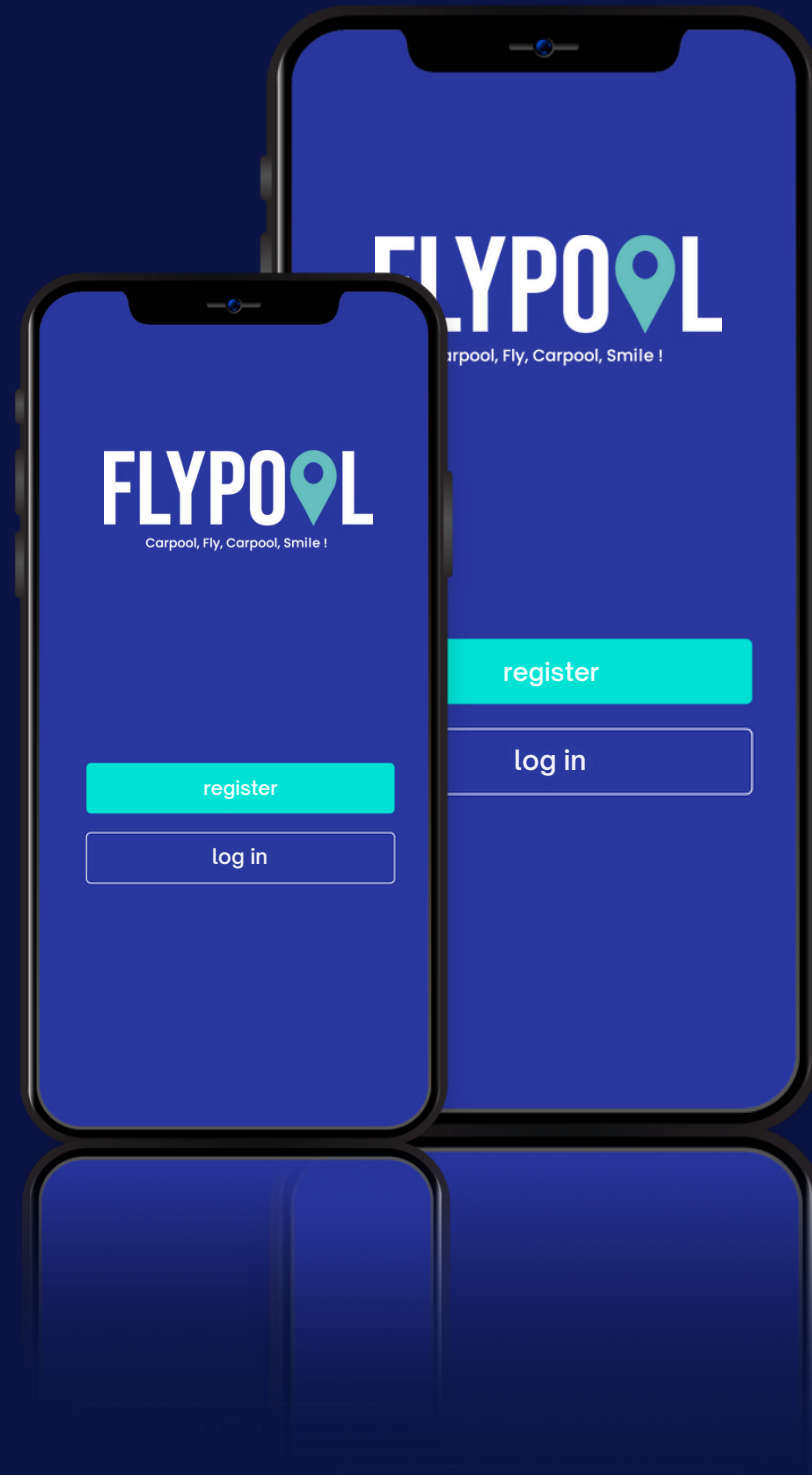 FLYPOOL
arpool, Fly, Carpool, Smile !
FLYPOOL
Carpool, Fly, Carpool, Smile !
register
log in
register
log in